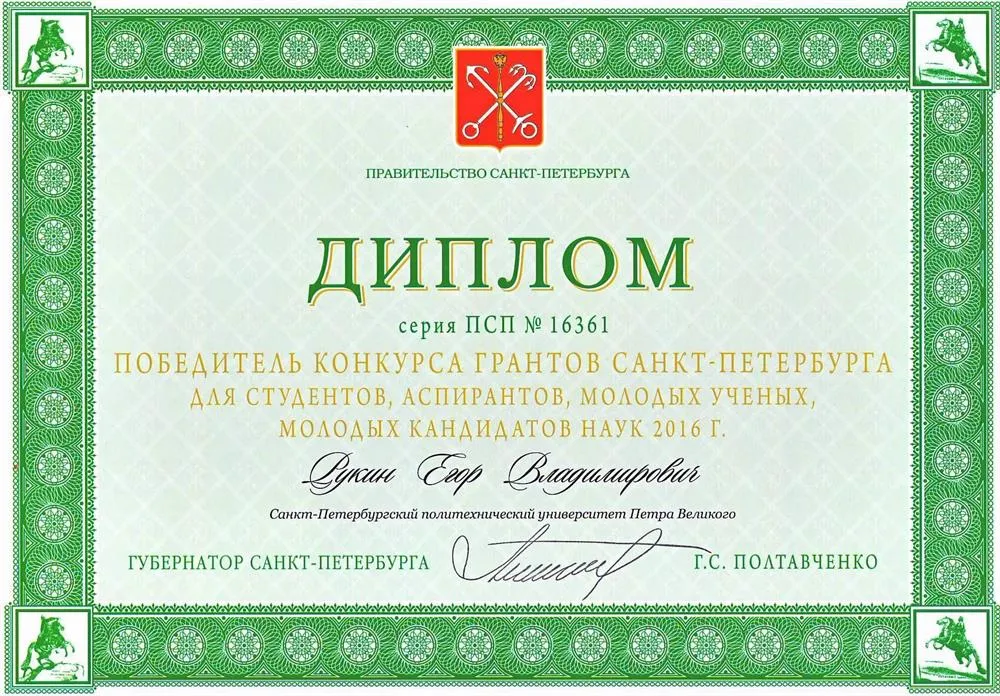 ПРАВИТЕЛЬСТВО САНКТ-ПЕТЕРБУРГА
ДИПЛОМ
серия ПСП № 16361
ПОБЕДИТЕЛЬ КОНКУРСА ГРАНТОВ САНКТ-ПЕТЕРБУРГА
ДЛЯ СТУДЕНТОВ, АСПИРАНТОВ, МОЛОДЫХ УЧЕНЫХ,
МОЛОДЫХ КАНДИДАТОВ НАУК 2016 Г.
Рукин Егор Владимирович
Санкт-Петербургский политехнический университет Петра Великого
ГУБЕРНАТОР САНКТ-ПЕТЕРБУРГА Г.С. ПОЛТАВЧЕНКО